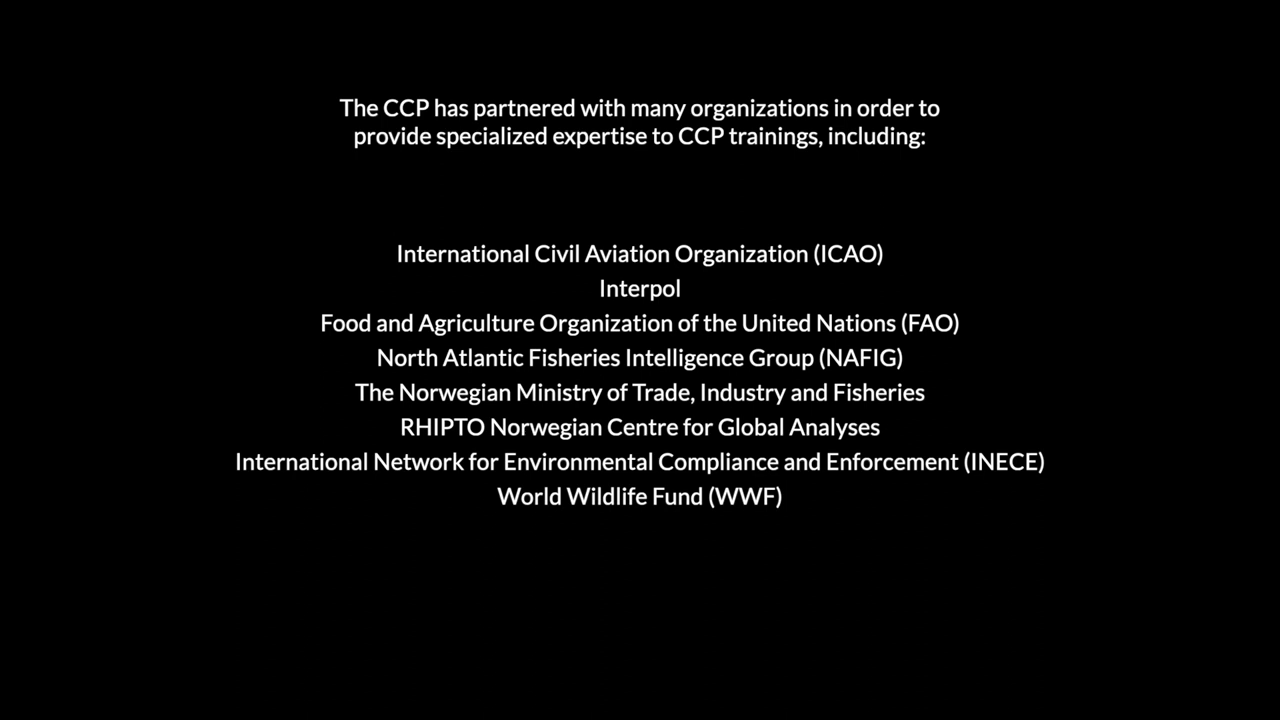 The CCP has partnered with many organizations in order to
provide specialized expertise to CCP trainings, including:
International Civil Aviation Organization (ICAO)
Interpol
Food and Agriculture Organization of the United Nations (FAO)
North Atlantic Fisheries Intelligence Group (NAFIG)
The Norwegian Ministry of Trade, Industry and Fisheries
RHIPTO Norwegian Centre for Global Analyses
International Network for Environmental Compliance and Enforcement (INECE)
World Wildlife Fund (WWF)